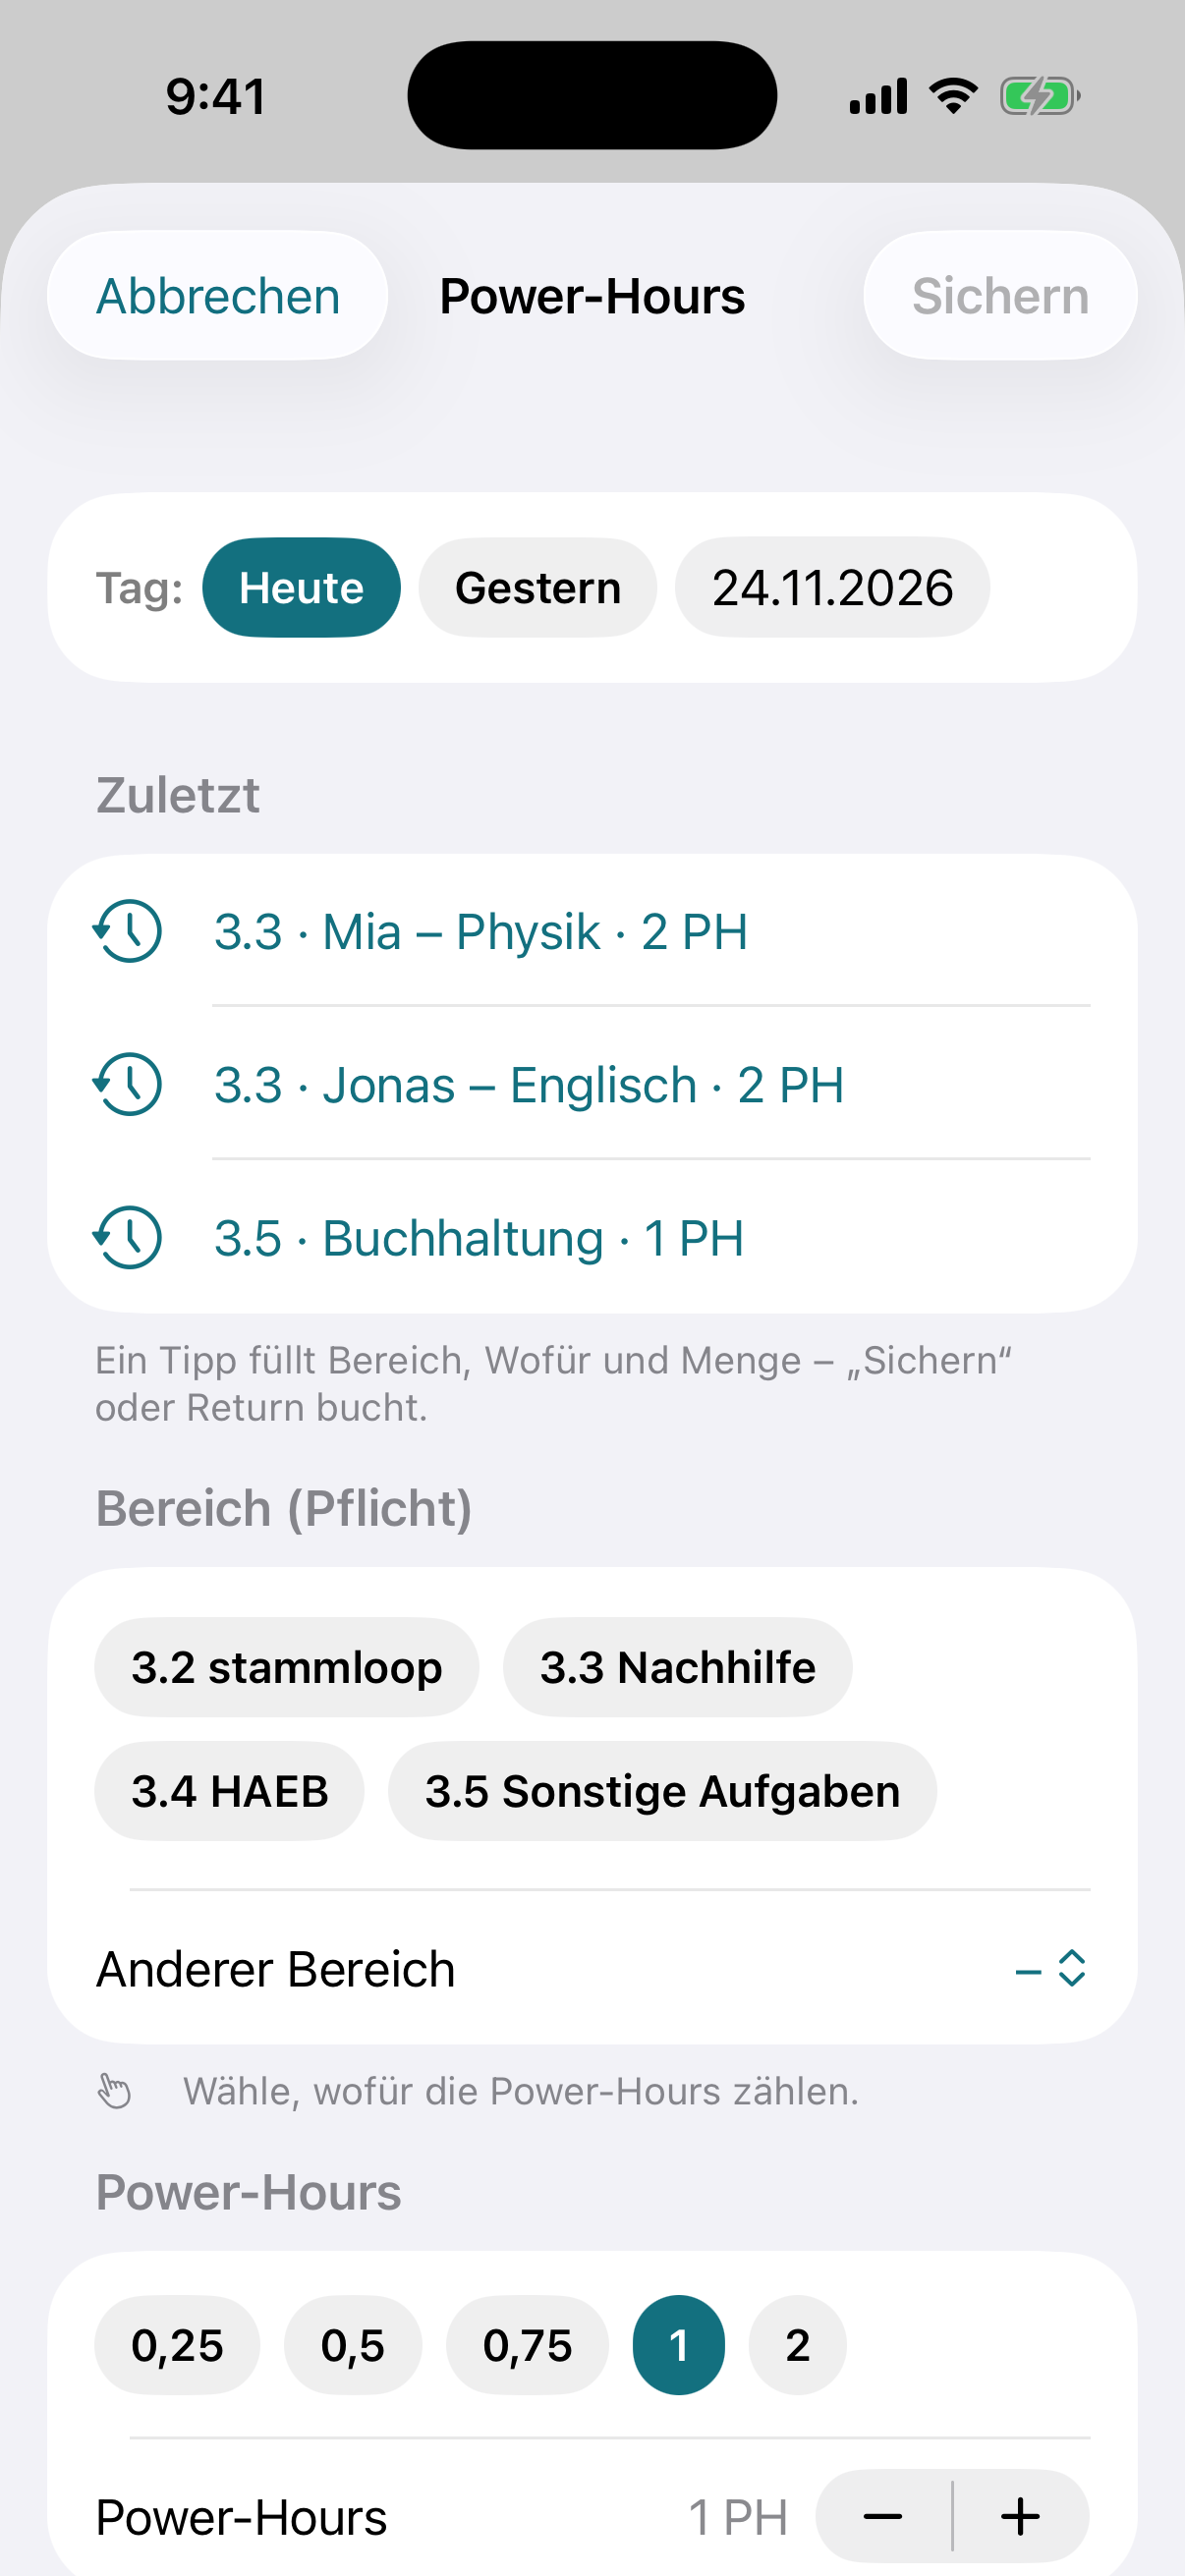 9:41
Abbrechen
Power-Hours
Sichern
Tag: Heute Gestern 24.11.2026
Zuletzt
3.3 · Mia – Physik · 2 PH
3.3 · Jonas – Englisch · 2 PH
3.5 · Buchhaltung · 1 PH
Ein Tipp füllt Bereich, Wofür und Menge – „Sichern“
oder Return bucht.
Bereich (Pflicht)
3.2 stammloop 3.3 Nachhilfe
3.4 HAEB 3.5 Sonstige Aufgaben
Anderer Bereich –
Wähle, wofür die Power-Hours zählen.
Power-Hours
0,25 0,5 0,75 1 2
Power-Hours 1 PH − +